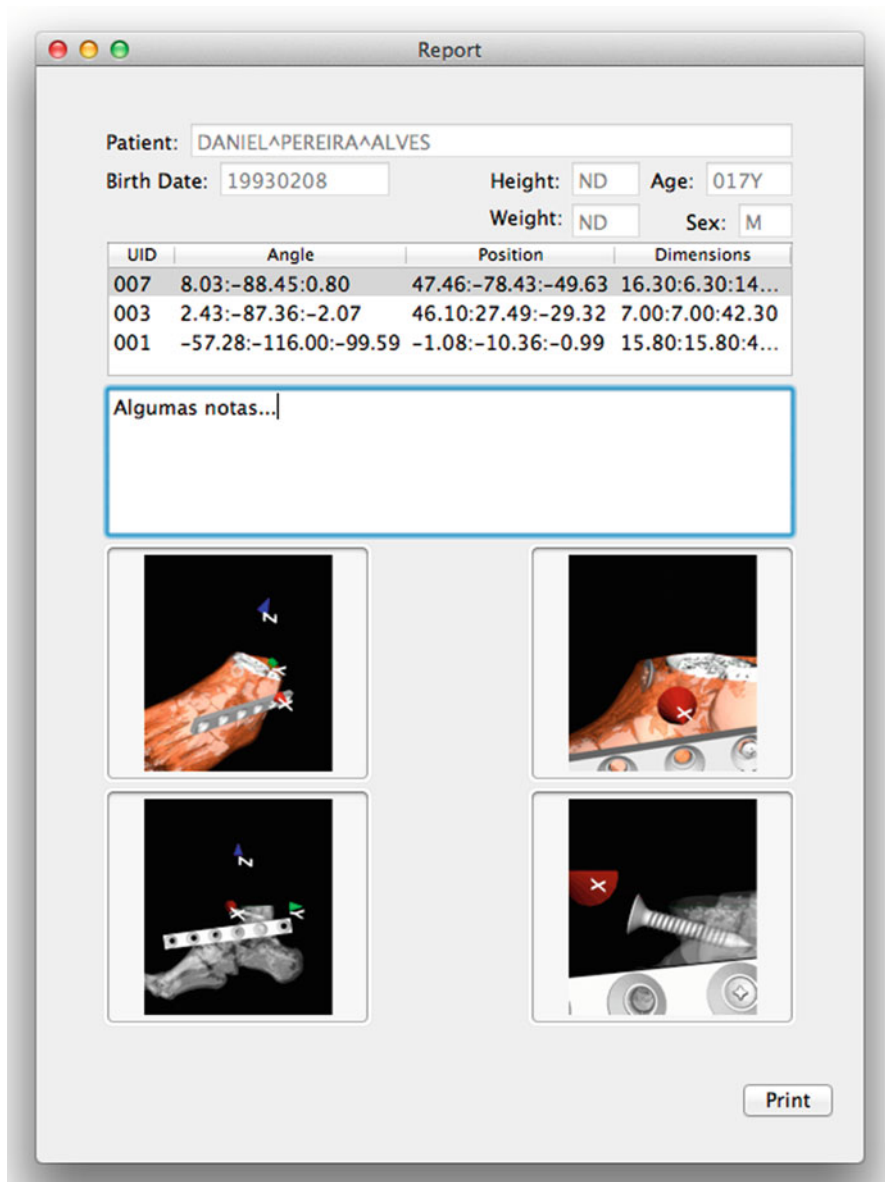 Report
Patient: DANIEL^PEREIRA^ALVES
Birth Date: 19930208 Height: ND Age: 017Y
Weight: ND Sex: M
UID Angle Position Dimensions
007 8.03:-88.45:0.80 47.46:-78.43:-49.63 16.30:6.30:14...
003 2.43:-87.36:-2.07 46.10:27.49:-29.32 7.00:7.00:42.30
001 -57.28:-116.00:-99.59 -1.08:-10.36:-0.99 15.80:15.80:4...
Algumas notas...
Z
Y
X
X
Z
X
Y
X
Print